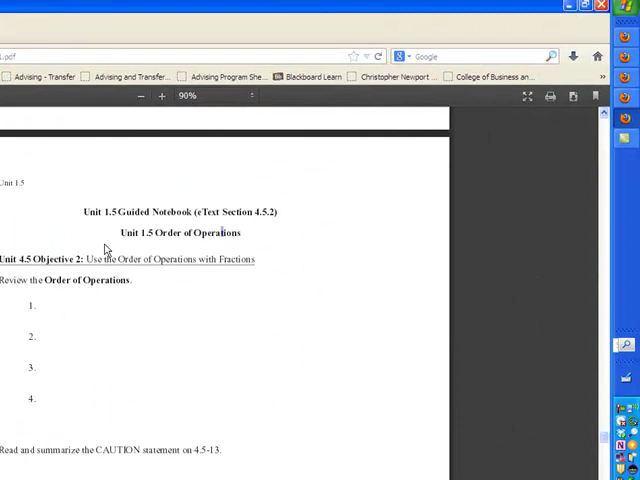 1.pdf
Google
Advising - Transfer
Advising and Transf...
Advising Program She...
Blackboard Learn
Christopher Newport ...
College of Business an...
»
90%
Unit 1.5
Unit 1.5 Guided Notebook (eText Section 4.5.2)
Unit 1.5 Order of Operations
Unit 4.5 Objective 2: Use the Order of Operations with Fractions
Review the Order of Operations.
1.
2.
3.
4.
Read and summarize the CAUTION statement on 4.5-13.